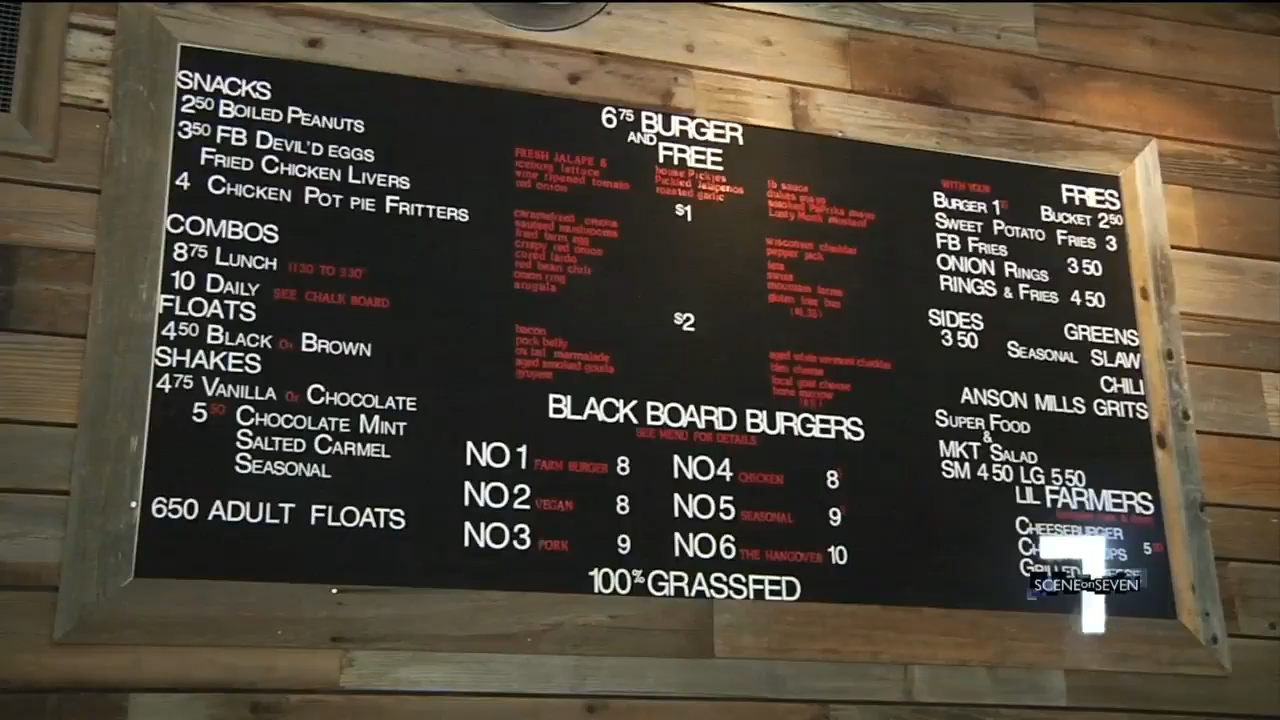 SNACKS
2 50 BOILED PEANUTS
3 50 FB DEVIL'D EGGS
FRIED CHICKEN LIVERS
4 CHICKEN POT PIE FRITTERS
COMBOS
8 75 LUNCH 11 30 TO 3 30
10 DAILY SEE CHALK BOARD
FLOATS
4 50 BLACK OR BROWN
SHAKES
4 75 VANILLA OR CHOCOLATE
5 50 CHOCOLATE MINT
SALTED CARMEL
SEASONAL
650 ADULT FLOATS
6 75 BURGER
AND FREE
FRESH JALAPE
iceburg lettuce
wine ripened tomato
red onion
house Pickles
Pickled Jalapenos
roasted garlic
fb sauce
dukes mayo
smoked Paprika mayo
Lusty Monk mustard
$1
caramelized onions
sauteed mushrooms
fried farm egg
crispy red onion
cured lardo
red bean chili
onion ring
arugula
wisconsin cheddar
pepper jack
feta
swiss
gluten free bun
$2
bacon
pork belly
ox tail marmalade
aged smoked gouda
gruyere
aged white vermont cheddar
bleu cheese
local goat cheese
bone marrow
BLACK BOARD BURGERS
SEE MENU FOR DETAILS
NO 1 FARM BURGER 8
NO 2 VEGAN 8
NO 3 PORK 9
NO 4 CHICKEN 8
NO 5 SEASONAL 9
NO 6 THE HANGOVER 10
100% GRASSFED
FRIES
WITH YOUR
BURGER 1 BUCKET 2 50
SWEET POTATO FRIES 3
FB FRIES
ONION RINGS 3 50
RINGS & FRIES 4 50
SIDES
3 50 GREENS
SEASONAL SLAW
CHILI
ANSON MILLS GRITS
SUPER FOOD
&
MKT SALAD
SM 4 50 LG 5 50
LIL FARMERS
CHEESEBURGER
5
GRILLED
7
SCENE on SEVEN